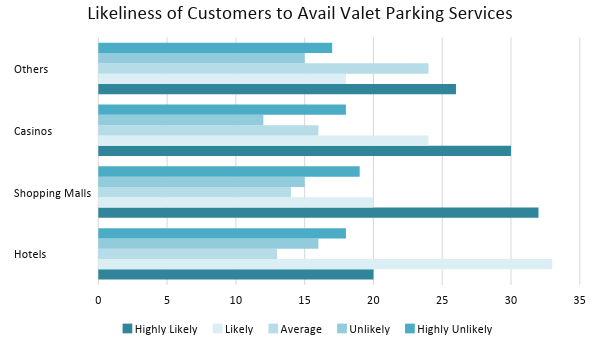 Likeliness of Customers to Avail Valet Parking Services
Others
Casinos
Shopping Malls
Hotels
0 5 10 15 20 25 30 35
Highly Likely Likely Average Unlikely Highly Unlikely